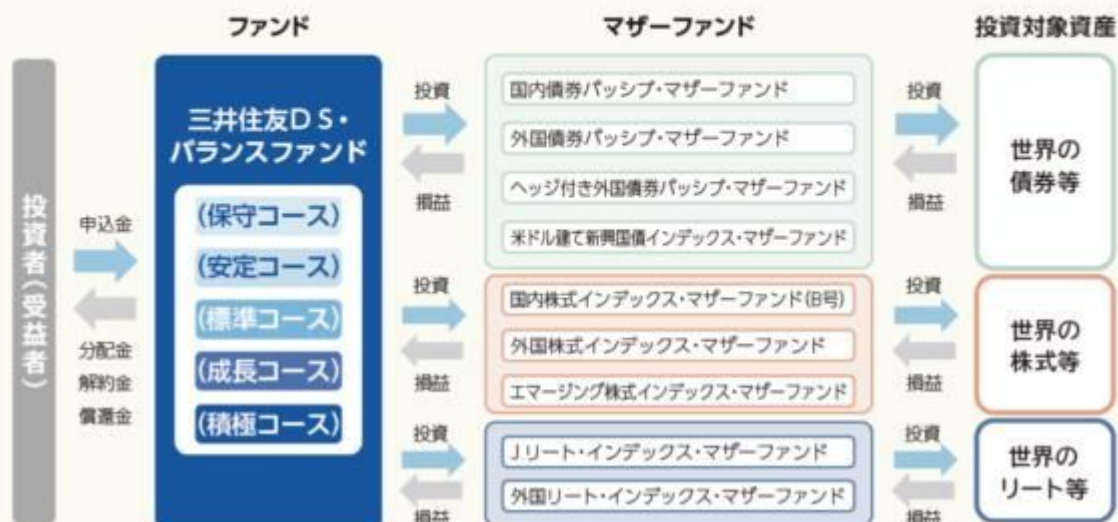 ファンド
マザーファンド
投資対象資産
投資者(受益者)
申込金
分配金
解約金
償還金
三井住友DS・
バランスファンド
(保守コース)
(安定コース)
(標準コース)
(成長コース)
(積極コース)
投資
損益
国内債券パッシブ・マザーファンド
外国債券パッシブ・マザーファンド
ヘッジ付き外国債券パッシブ・マザーファンド
米ドル建て新興国債インデックス・マザーファンド
投資
損益
世界の
債券等
投資
損益
国内株式インデックス・マザーファンド(B号)
外国株式インデックス・マザーファンド
エマージング株式インデックス・マザーファンド
投資
損益
世界の
株式等
投資
損益
Jリート・インデックス・マザーファンド
外国リート・インデックス・マザーファンド
投資
損益
世界の
リート等